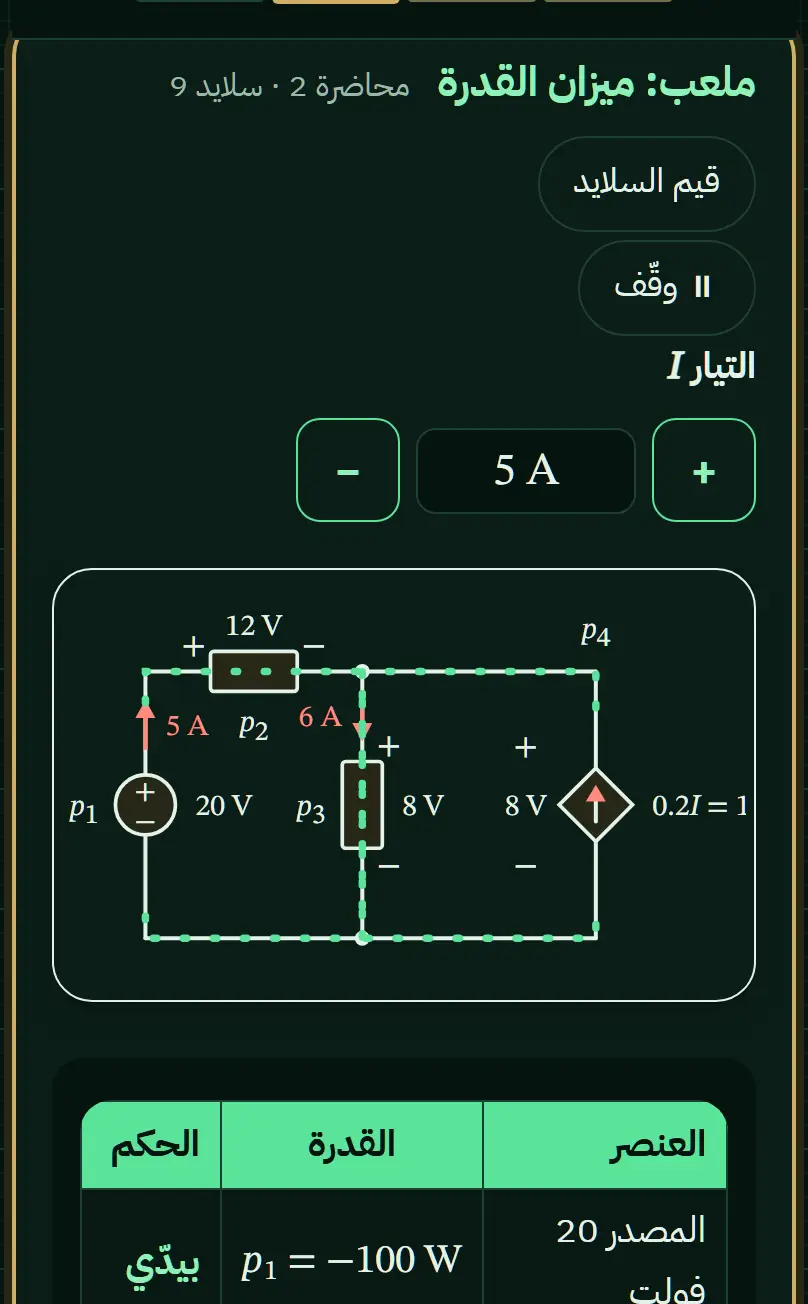 ملعب: ميزان القدرة محاضرة 2 · سلايد 9
قيم السلايد
وقّف
التيار I
+ 5 A −
12 V
+ −
p4
5 A p2 6 A
+ +
+
−
p1 20 V p3 8 V 8 V 0.2I = 1
− −
العنصر القدرة الحكم
المصدر 20 فولت p1 = −100 W بيدّي